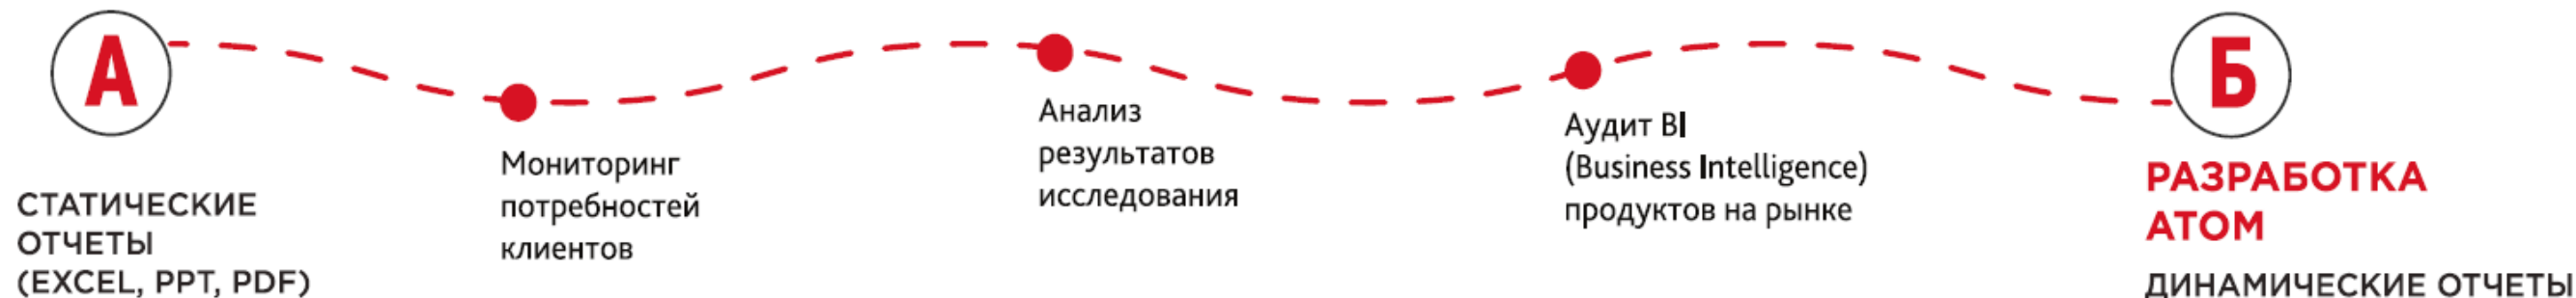 А
СТАТИЧЕСКИЕ
ОТЧЕТЫ
(EXCEL, PPT, PDF)
Мониторинг
потребностей
клиентов
Анализ
результатов
исследования
Аудит BI
(Business Intelligence)
продуктов на рынке
Б
РАЗРАБОТКА
АТОМ
ДИНАМИЧЕСКИЕ ОТЧЕТЫ